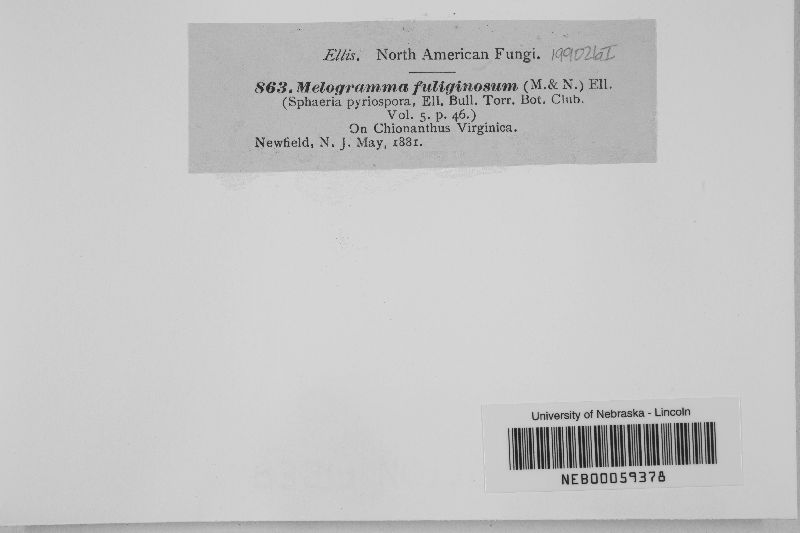 Ellis. North American Fungi. 199026I
863. Melogramma fuliginosum (M. & N.) Ell.
(Sphaeria pyriospora, Ell. Bull. Torr. Bot. Club.
Vol. 5. p. 46.)
On Chionanthus Virginica.
Newfield, N. J. May, 1881.
University of Nebraska - Lincoln
NEB00059378